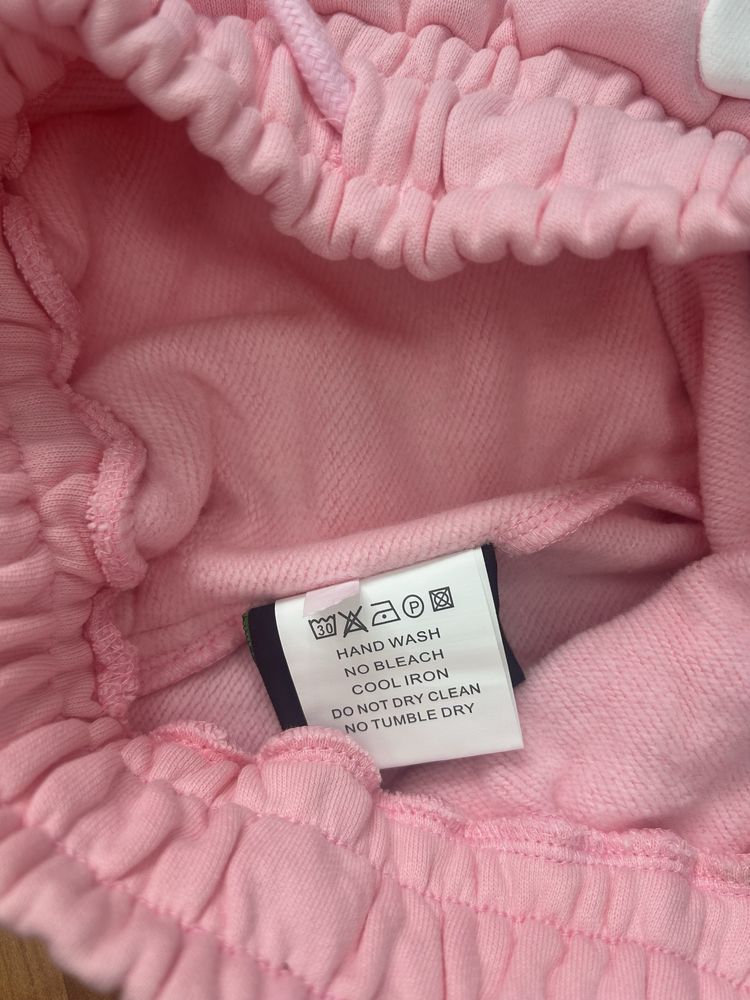 30 P
HAND WASH
NO BLEACH
COOL IRON
DO NOT DRY CLEAN
NO TUMBLE DRY